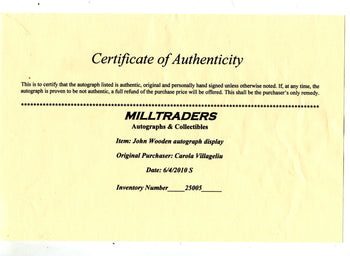 Certificate of Authenticity
This is to certify that the autograph listed is authentic, original and personally hand signed unless otherwise noted. If, at any time, the
autograph is proven to be not authentic, a full refund of the purchase price will be offered. This shall be the purchaser's only remedy.
MILLTRADERS
Autographs & Collectibles
Item: John Wooden autograph display
Original Purchaser: Carola Villageliu
Date: 6/4/2010 S
Inventory Number_____25005______